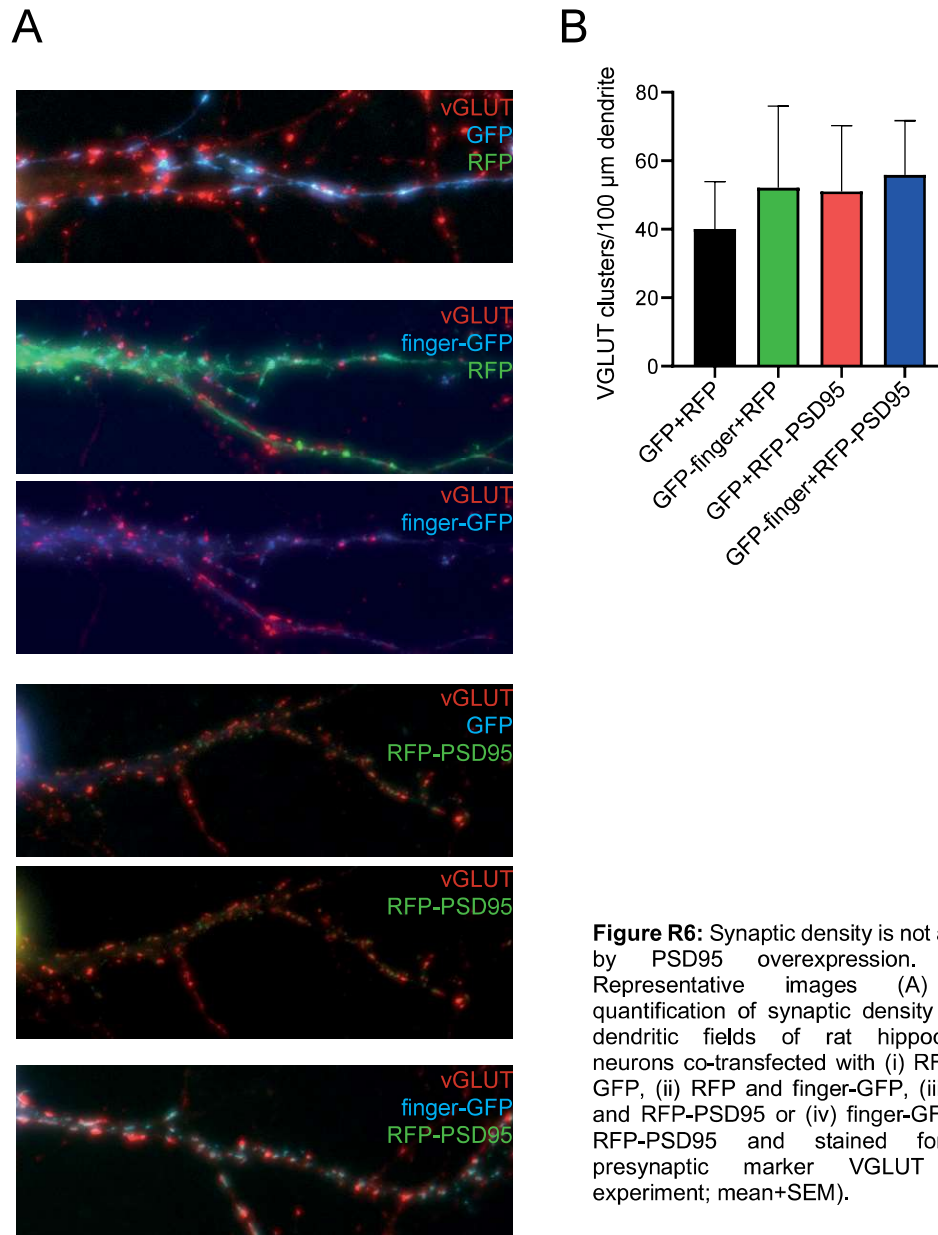 A
vGLUT
GFP
RFP
vGLUT
finger-GFP
RFP
vGLUT
finger-GFP
vGLUT
GFP
RFP-PSD95
vGLUT
RFP-PSD95
vGLUT
finger-GFP
RFP-PSD95
B
VGLUT clusters/100 µm dendrite
80
60
40
20
0
GFP+RFP
GFP-finger+RFP
GFP+RFP-PSD95
GFP-finger+RFP-PSD95
Figure R6: Synaptic density is not
by PSD95 overexpression.
Representative images (A)
quantification of synaptic density
dendritic fields of rat
neurons co-transfected with (i)
GFP, (ii) RFP and finger-GFP,
and RFP-PSD95 or (iv)
RFP-PSD95 and stained
presynaptic marker VGLUT
experiment; mean+SEM).